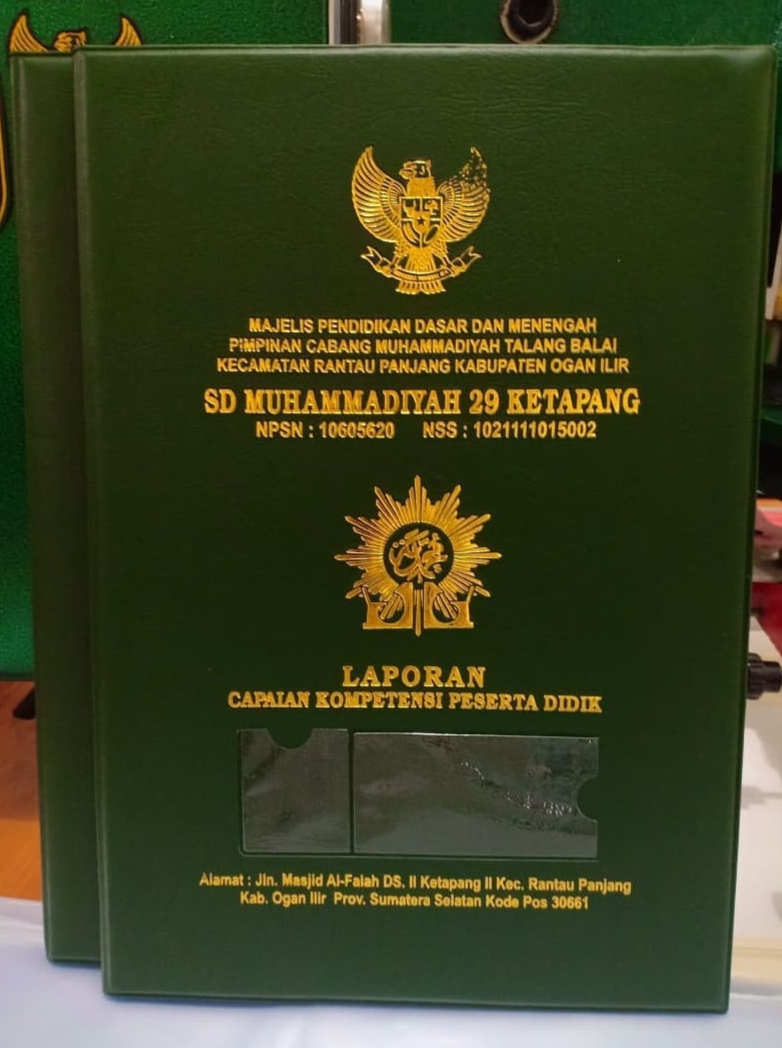 MAJELIS PENDIDIKAN DASAR DAN MENENGAH
PIMPINAN CABANG MUHAMMADIYAH TALANG BALAI
KECAMATAN RANTAU PANJANG KABUPATEN OGAN ILIR
SD MUHAMMADIYAH 29 KETAPANG
NPSN : 10605620 NSS : 1021111015002
LAPORAN
CAPAIAN KOMPETENSI PESERTA DIDIK
Alamat : Jln. Masjid Al-Falah DS. II Ketapang II Kec. Rantau Panjang
Kab. Ogan Ilir Prov. Sumatera Selatan Kode Pos 30661